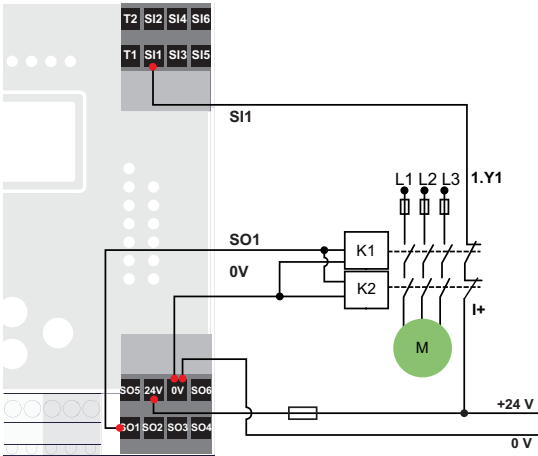 T2 SI2 SI4 SI6
T1 SI1 SI3 SI5
SI1
L1 L2 L3
1.Y1
SO1
K1
0V
K2
I+
M
SO5 24V 0V SO6
+24 V
SO1 SO2 SO3 SO4
0 V